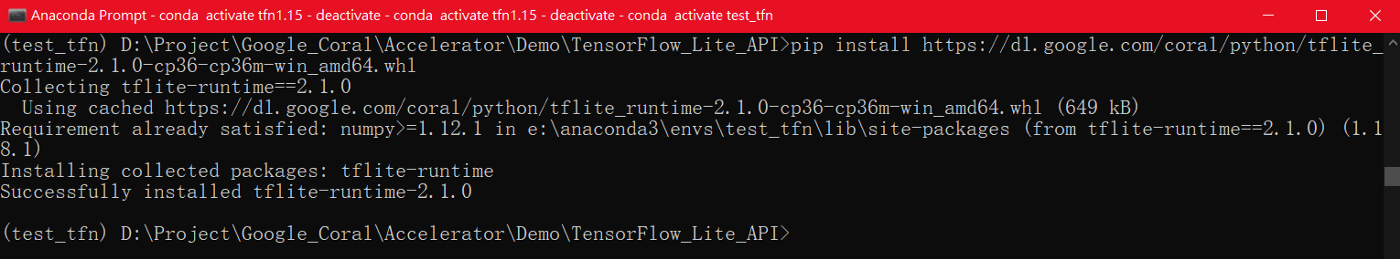 Anaconda Prompt - conda  activate tfn1.15 - deactivate - conda  activate tfn1.15 - deactivate - conda  activate test_tfn
(test_tfn) D:\Project\Google_Coral\Accelerator\Demo\TensorFlow_Lite_API>pip install https://dl.google.com/coral/python/tflite_
runtime-2.1.0-cp36-cp36m-win_amd64.whl
Collecting tflite-runtime==2.1.0
  Using cached https://dl.google.com/coral/python/tflite_runtime-2.1.0-cp36-cp36m-win_amd64.whl (649 kB)
Requirement already satisfied: numpy>=1.12.1 in e:\anaconda3\envs\test_tfn\lib\site-packages (from tflite-runtime==2.1.0) (1.1
8.1)
Installing collected packages: tflite-runtime
Successfully installed tflite-runtime-2.1.0
(test_tfn) D:\Project\Google_Coral\Accelerator\Demo\TensorFlow_Lite_API>